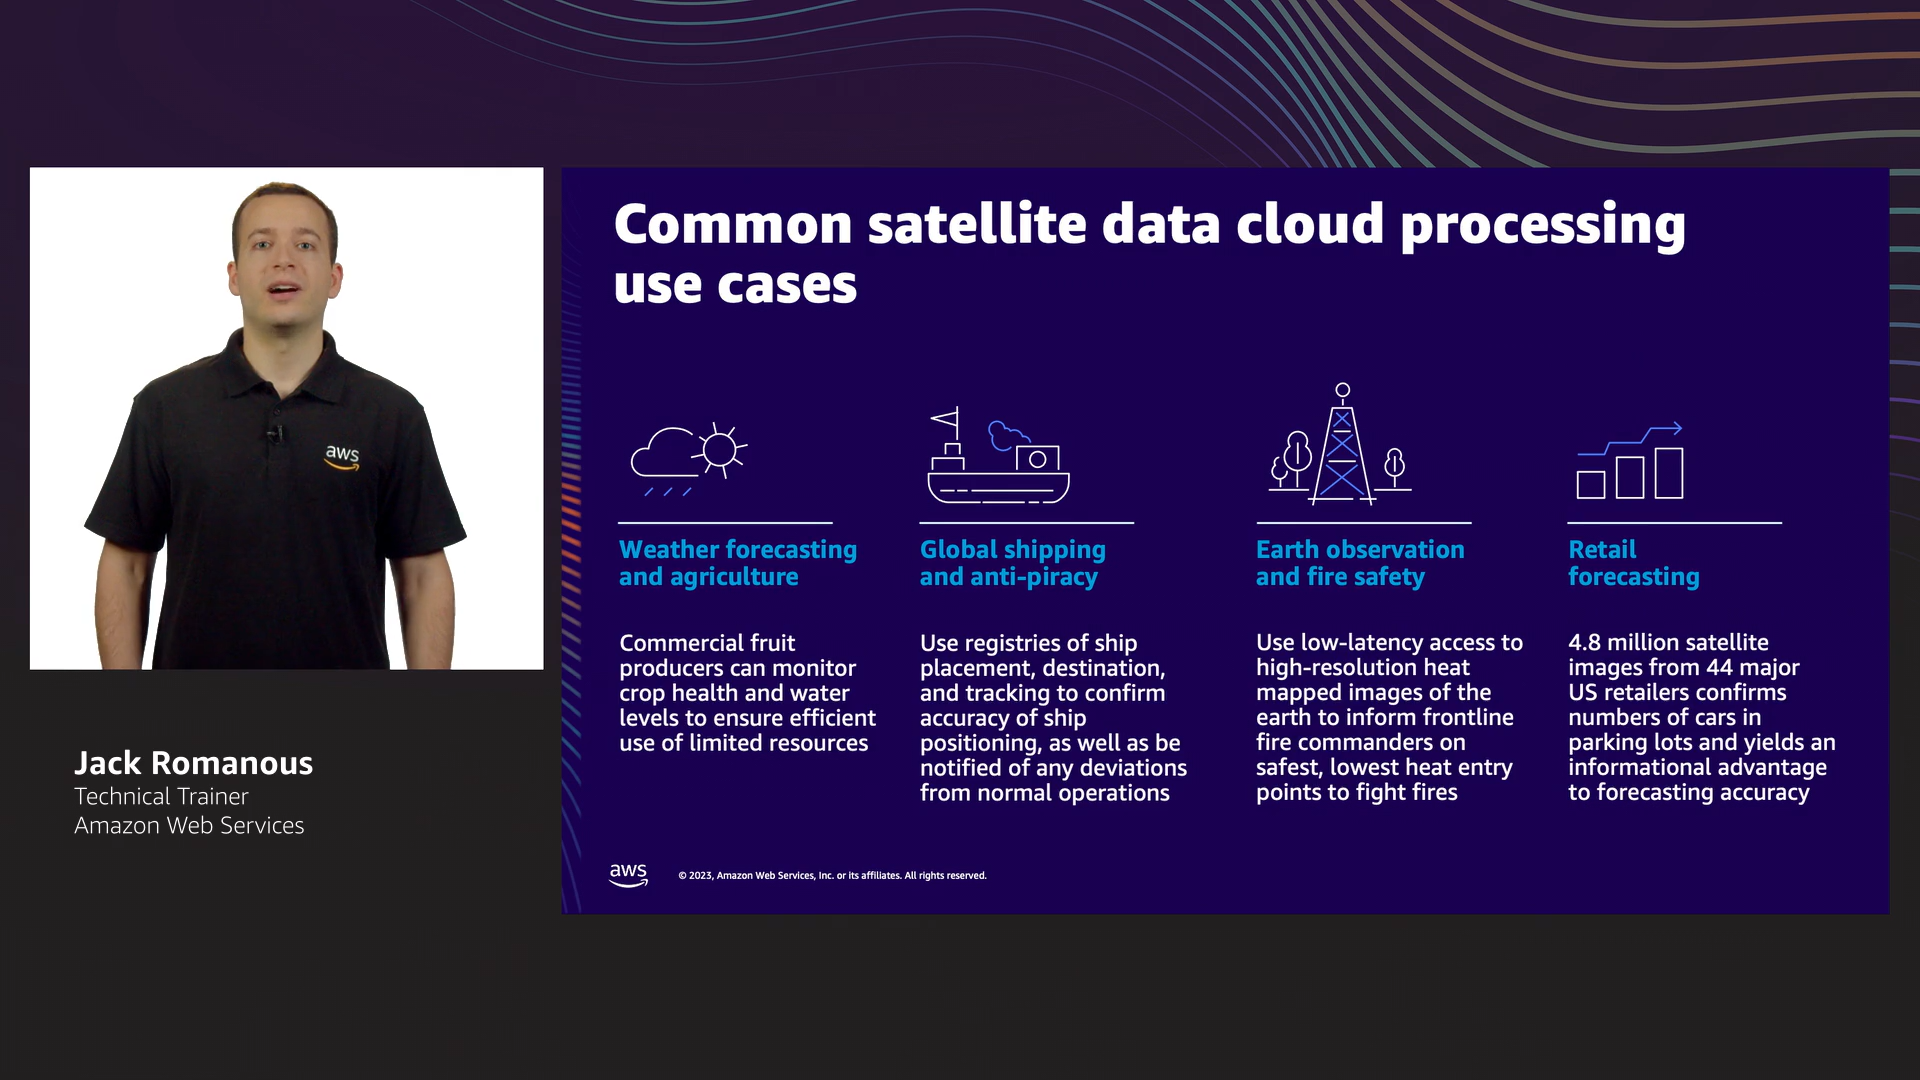 Common satellite data cloud processing
use cases
aws
Weather forecasting
and agriculture
Commercial fruit
producers can monitor
crop health and water
levels to ensure efficient
use of limited resources
Global shipping
and anti-piracy
Use registries of ship
placement, destination,
and tracking to confirm
accuracy of ship
positioning, as well as be
notified of any deviations
from normal operations
Earth observation
and fire safety
Use low-latency access to
high-resolution heat
mapped images of the
earth to inform frontline
fire commanders on
safest, lowest heat entry
points to fight fires
Retail
forecasting
4.8 million satellite
images from 44 major
US retailers confirms
numbers of cars in
parking lots and yields an
informational advantage
to forecasting accuracy
Jack Romanous
Technical Trainer
Amazon Web Services
aws
© 2023, Amazon Web Services, Inc. or its affiliates. All rights reserved.